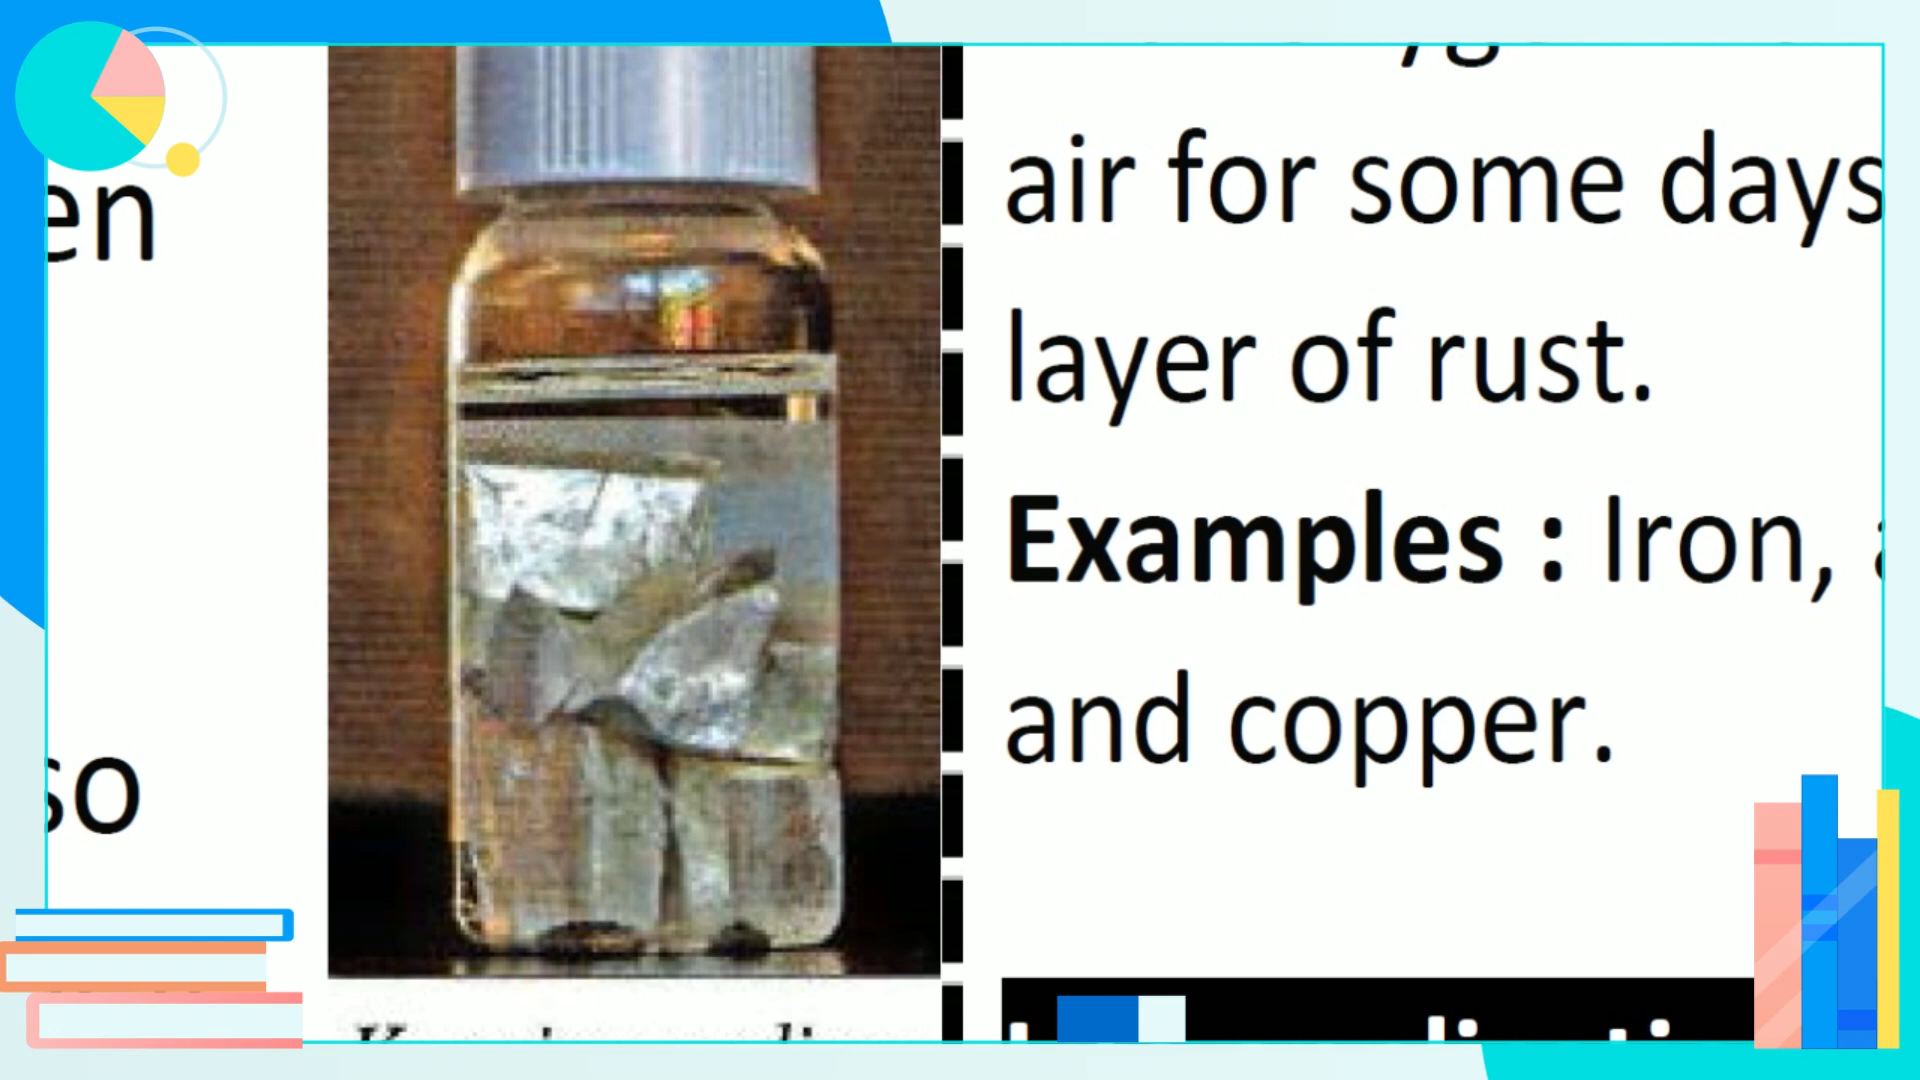 en
so
air for some days
layer of rust.
Examples : Iron,
and copper.